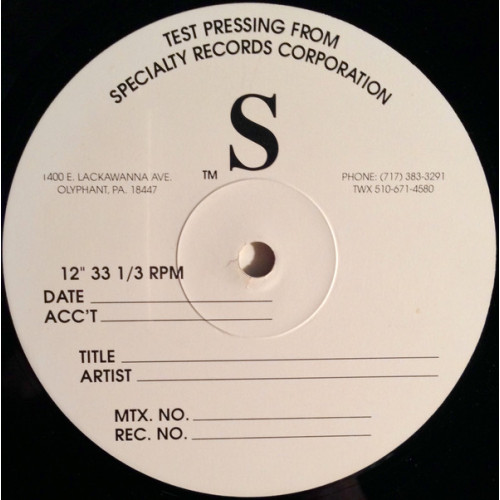 TEST PRESSING FROM
SPECIALTY RECORDS CORPORATION
S
TM
1400 E. LACKAWANNA AVE.
OLYPHANT, PA. 18447
PHONE: (717) 383-3291
TWX 510-671-4580
12" 33 1/3 RPM
DATE
ACC'T
TITLE
ARTIST
MTX. NO.
REC. NO.